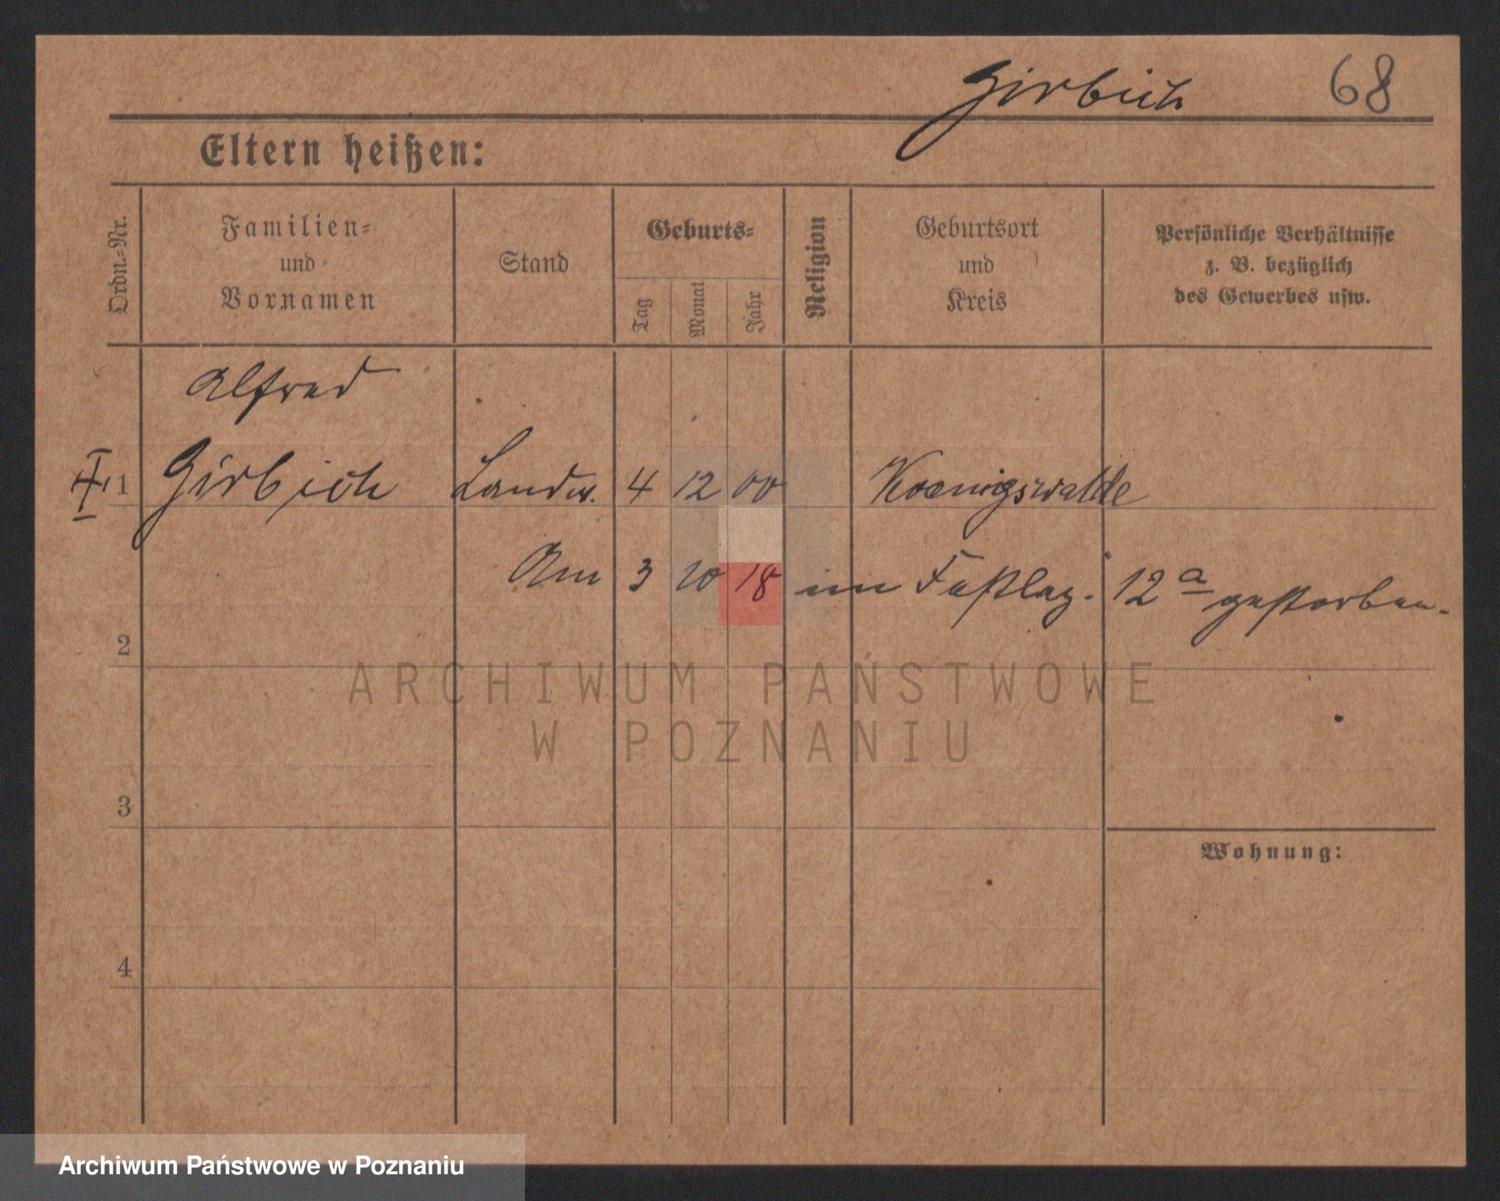 Girbich 68
Eltern heißen:
Ordn.-Nr.
Familien-
und
Vornamen
Stand
Geburts-
Tag
Monat
Jahr
Religion
Geburtsort
und
Kreis
Persönliche Verhältnisse
z. B. bezüglich
des Gewerbes usw.
Alfred
1 Girbich Landw. 4 12 00 Koenigswalde
Am 3 10 18 im Festlaz. 12a gestorben.
2
ARCHIWUM PAŃSTWOWE
W POZNANIU
3
Wohnung:
4
Archiwum Państwowe w Poznaniu